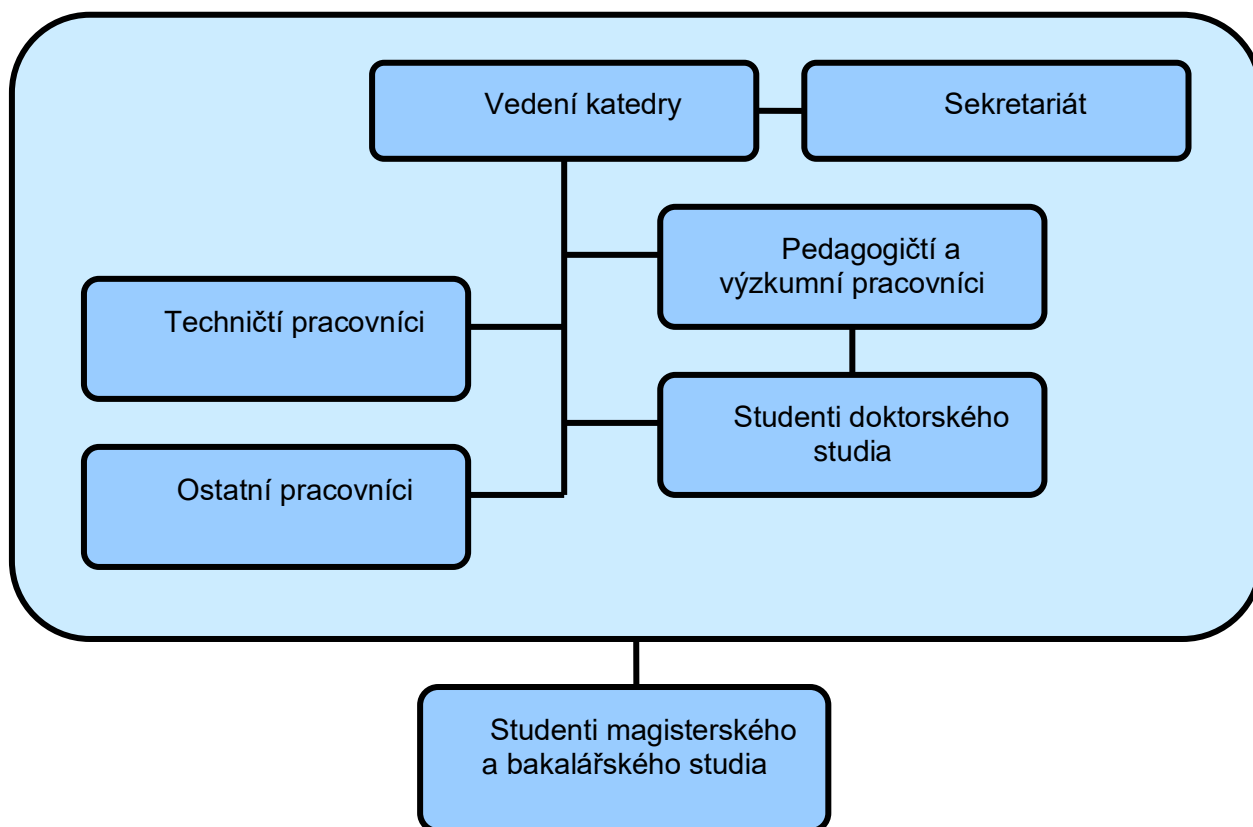 Vedení katedry
Sekretariát
Pedagogičtí a
výzkumní pracovníci
Techničtí pracovníci
Studenti doktorského
studia
Ostatní pracovníci
Studenti magisterského
a bakalářského studia